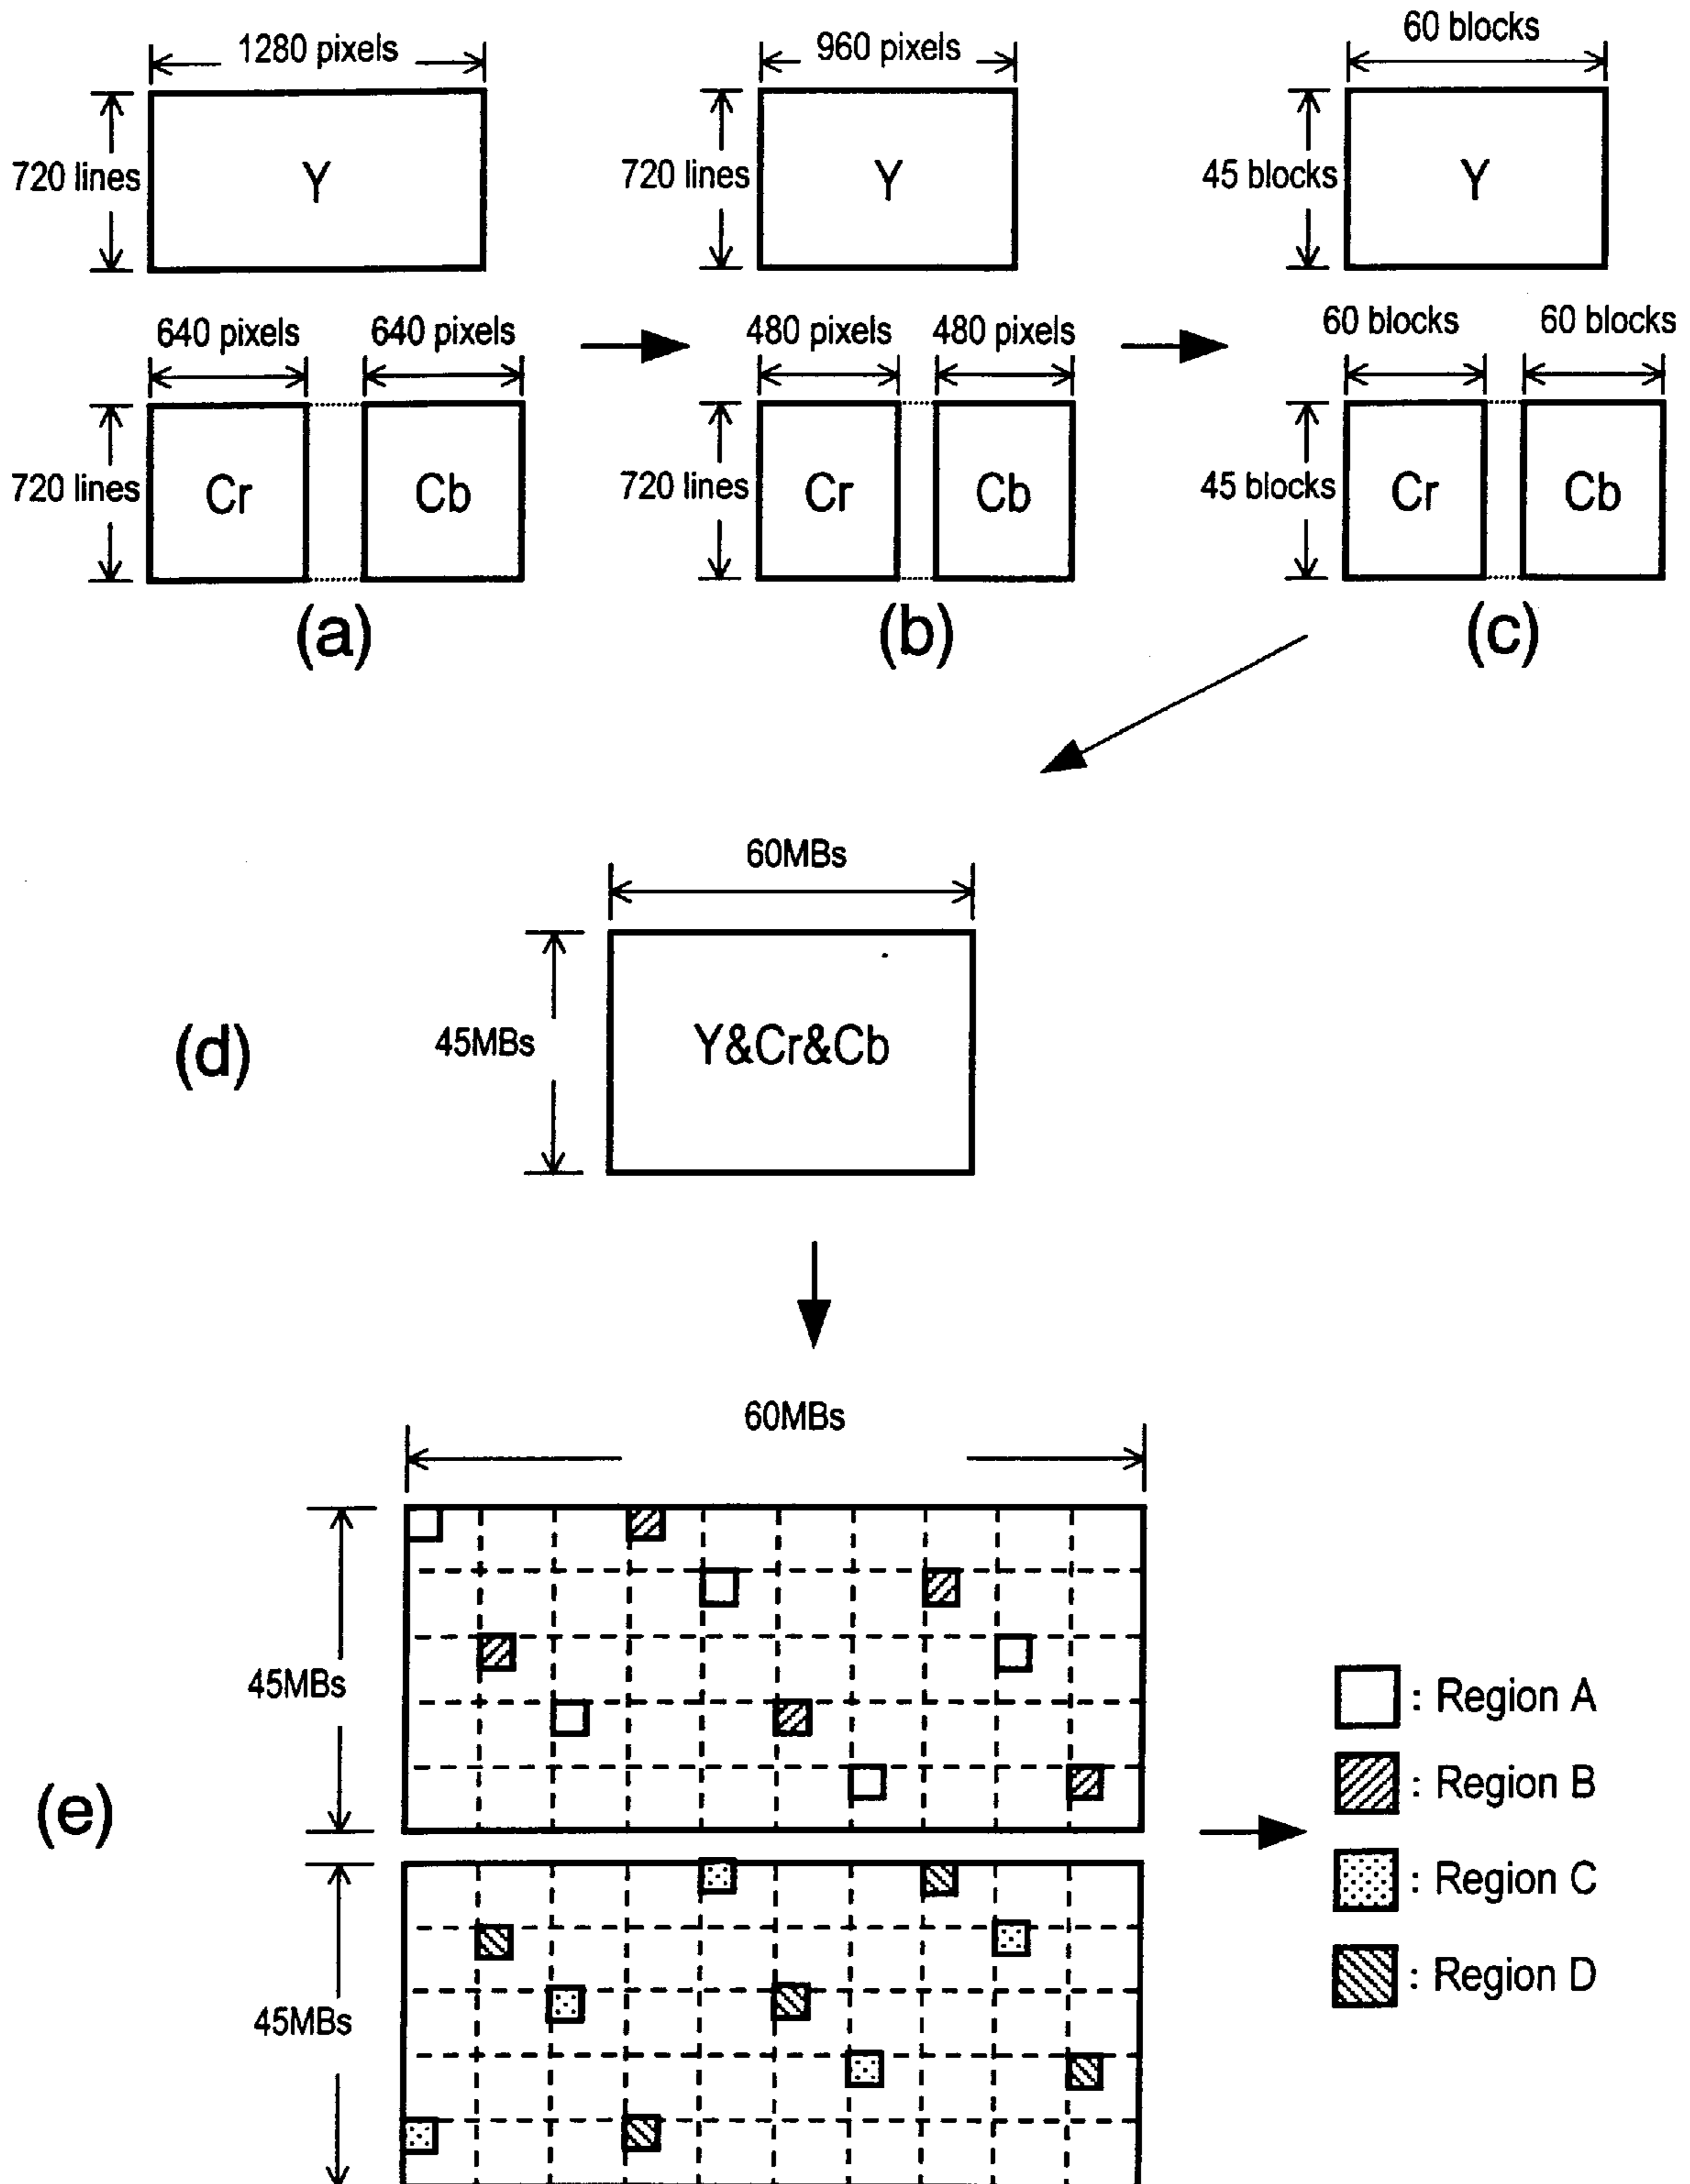 1280 pixels
720 lines
Y
640 pixels
640 pixels
720 lines
Cr
Cb
(a)
960 pixels
720 lines
Y
480 pixels
480 pixels
720 lines
Cr
Cb
(b)
60 blocks
45 blocks
Y
60 blocks
60 blocks
45 blocks
Cr
Cb
(c)
60MBs
45MBs
Y&Cr&Cb
(d)
60MBs
45MBs
45MBs
(e)
: Region A
: Region B
: Region C
: Region D